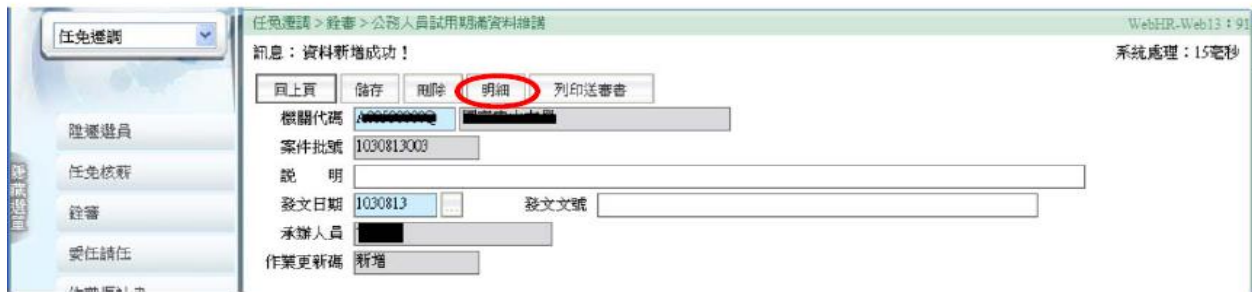 任免遷調>銓審>公務人員試用期滿資料維護
WebHR-Web13:91
任免遷調
訊息:資料新增成功!
系統處理:15毫秒
回上頁 儲存 刪除 明細 列印送審書
機關代碼
案件批號 1030813003
說 明
發文日期 1030813 ... 發文文號
承辦人員
作業更新碼 新增
陞遷選員
任免核薪
銓審
委任請任
隱藏選單